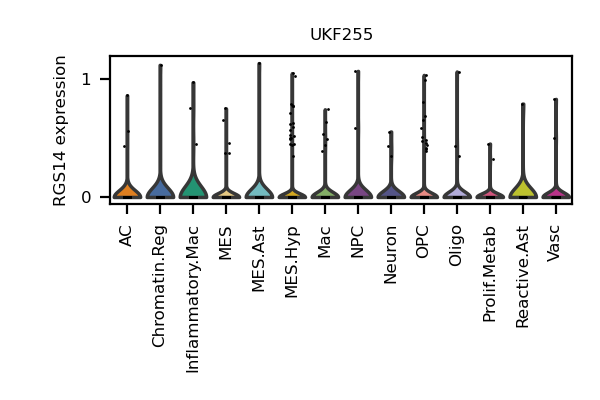 UKF255
RGS14 expression
1
0
AC
Chromatin.Reg
Inflammatory.Mac
MES
MES.Ast
MES.Hyp
Mac
NPC
Neuron
OPC
Oligo
Prolif.Metab
Reactive.Ast
Vasc